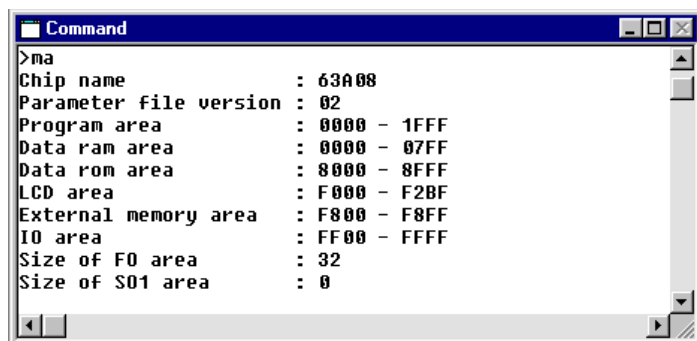 Command
>ma
Chip name : 63A08
Parameter file version : 02
Program area : 0000 - 1FFF
Data ram area : 0000 - 07FF
Data rom area : 8000 - 8FFF
LCD area : F000 - F2BF
External memory area : F800 - F8FF
IO area : FF00 - FFFF
Size of FO area : 32
Size of SO1 area : 0